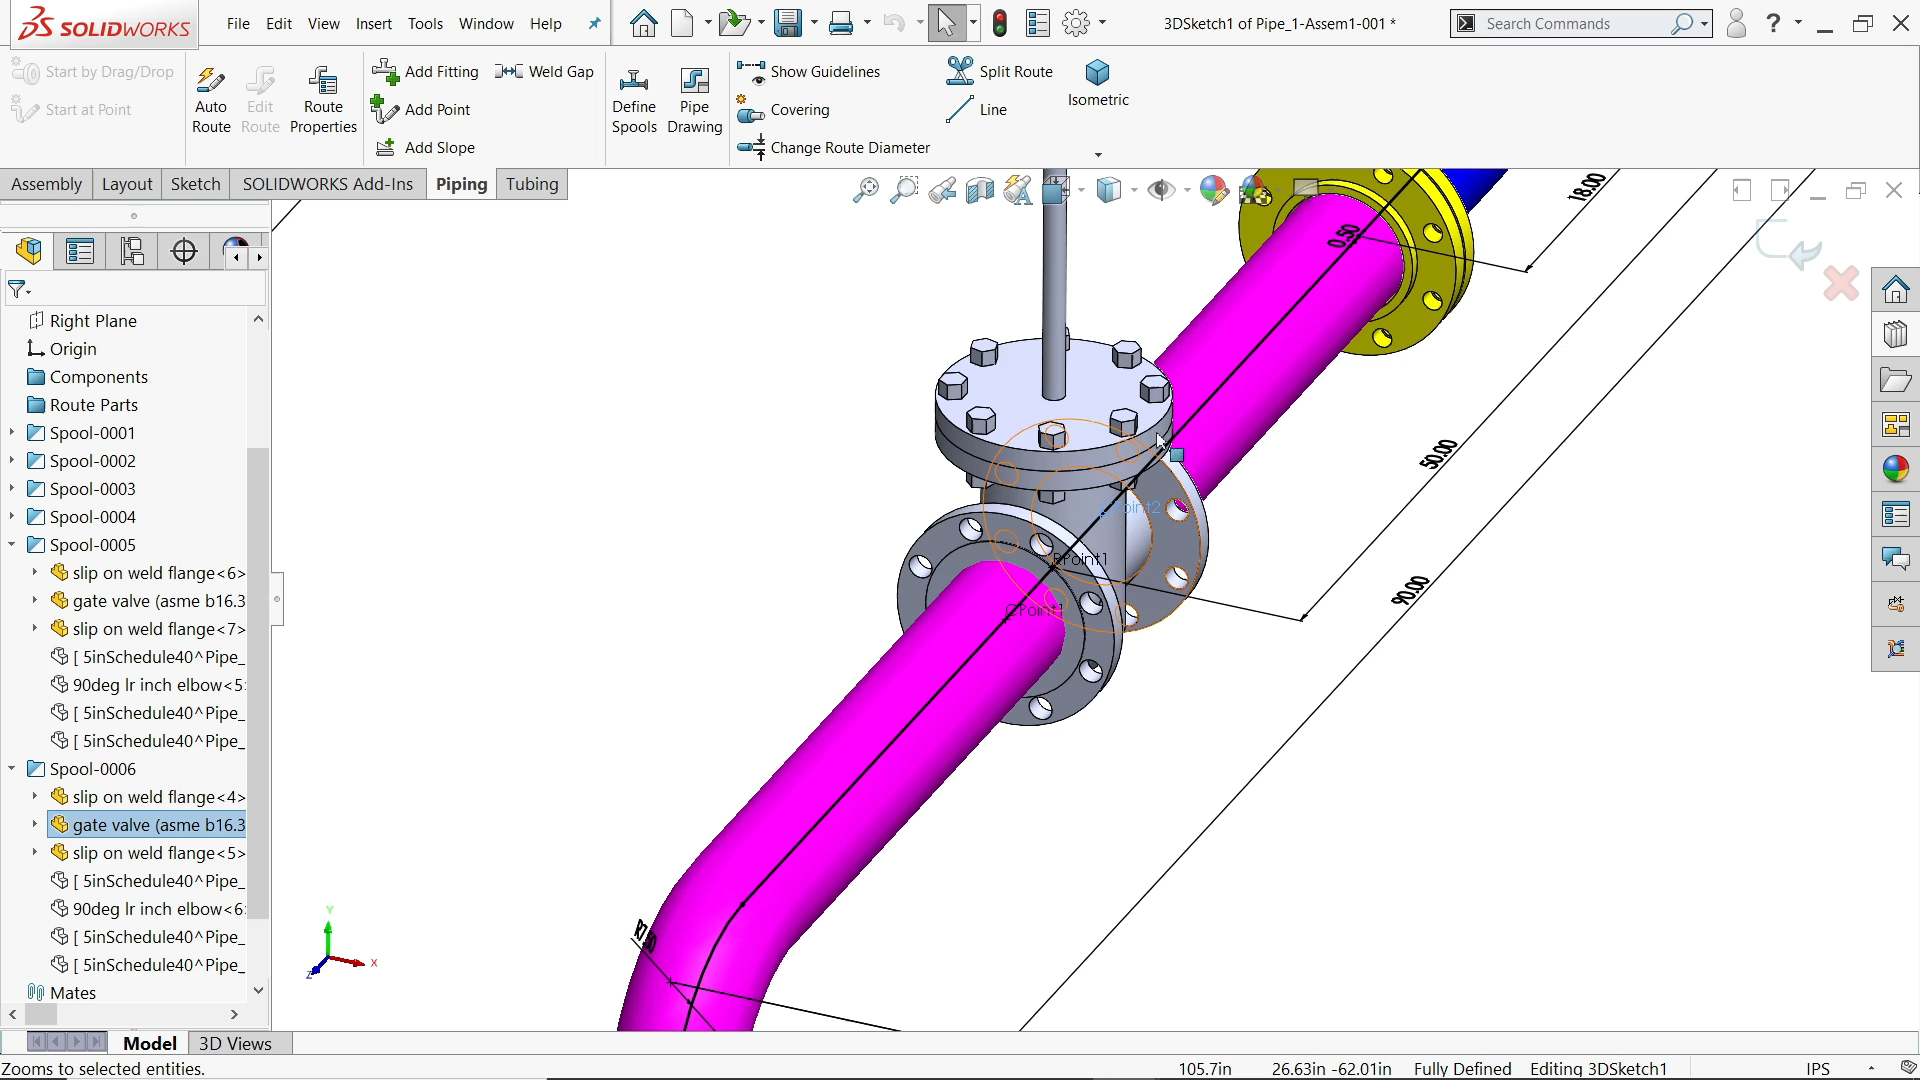 SOLIDWORKS
File Edit View Insert Tools Window Help
3DSketch1 of Pipe_1-Assem1-001 *
Search Commands
?
Start by Drag/Drop
Start at Point
Auto Route
Edit Route
Route Properties
Add Fitting
Weld Gap
Add Point
Add Slope
Define Spools
Pipe Drawing
Show Guidelines
Covering
Change Route Diameter
Split Route
Line
Isometric
Assembly Layout Sketch SOLIDWORKS Add-Ins Piping Tubing
Right Plane
Origin
Components
Route Parts
Spool-0001
Spool-0002
Spool-0003
Spool-0004
Spool-0005
slip on weld flange<6>
gate valve (asme b16.3
slip on weld flange<7>
[ 5inSchedule40^Pipe_
90deg lr inch elbow<5
[ 5inSchedule40^Pipe_
[ 5inSchedule40^Pipe_
Spool-0006
slip on weld flange<4>
gate valve (asme b16.3
slip on weld flange<5>
[ 5inSchedule40^Pipe_
90deg lr inch elbow<6
[ 5inSchedule40^Pipe_
[ 5inSchedule40^Pipe_
Mates
18.00
0.50
50.00
90.00
RPoint1
CPoint1
Y
X
Z
Model 3D Views
Zooms to selected entities.
105.7in
26.63in -62.01in
Fully Defined
Editing 3DSketch1
IPS